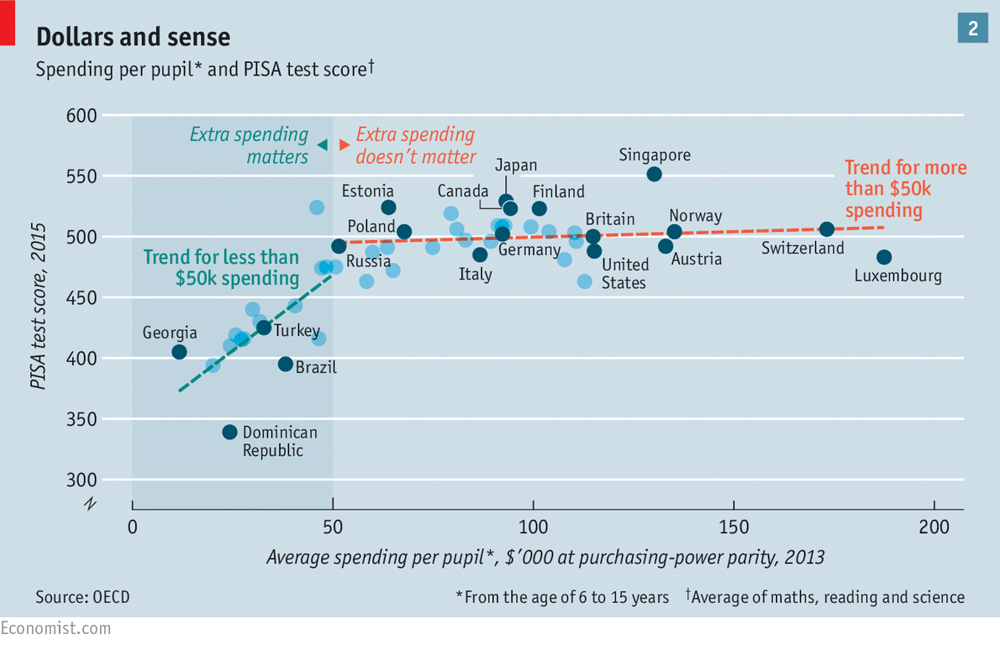 Dollars and sense
2
Spending per pupil* and PISA test score†
600
550
500
450
400
350
300
PISA test score, 2015
Extra spending
matters
Extra spending
doesn't matter
Trend for more
than $50k
spending
Trend for less than
$50k spending
Singapore
Japan
Canada
Finland
Estonia
Poland
Russia
Italy
Germany
Britain
United
States
Norway
Austria
Switzerland
Luxembourg
Georgia
Turkey
Brazil
Dominican
Republic
0
50
100
150
200
Average spending per pupil*, $'000 at purchasing-power parity, 2013
Source: OECD
*From the age of 6 to 15 years †Average of maths, reading and science
Economist.com